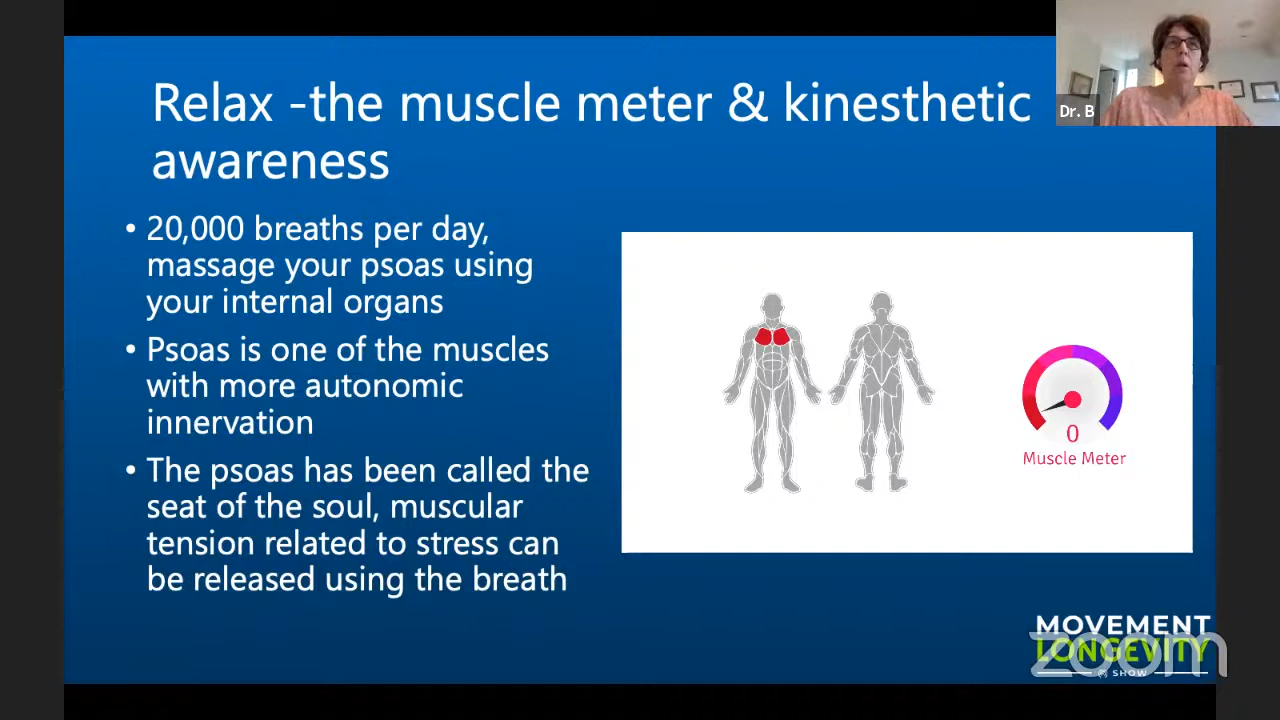 Relax -the muscle meter & kinesthetic
awareness
Dr. B
• 20,000 breaths per day,
massage your psoas using
your internal organs
• Psoas is one of the muscles
with more autonomic
innervation
• The psoas has been called the
seat of the soul, muscular
tension related to stress can
be released using the breath
0
Muscle Meter
MOVEMENT
LONGEVITY
SHOW
zoom